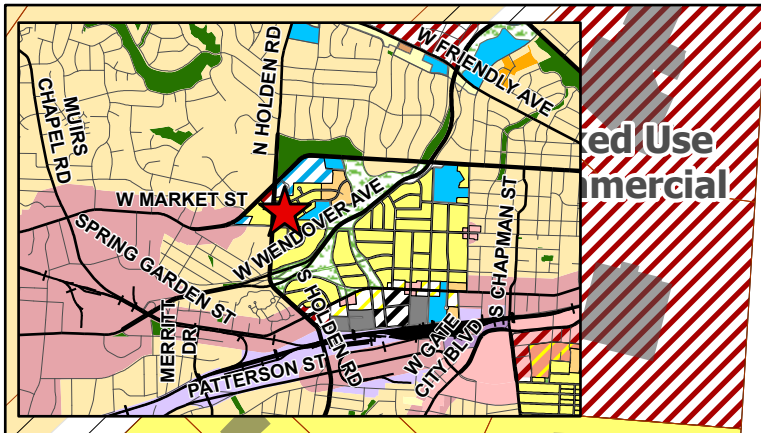 W FRIENDLY AVE
N HOLDEN RD
MUIRS
CHAPEL RD
xed Use
mmercial
W MARKET ST
W WENDOVER AVE
S CHAPMAN ST
SPRING GARDEN ST
S HOLDEN RD
MERRITT
DR
W GATE
CITY BLVD
PATTERSON ST